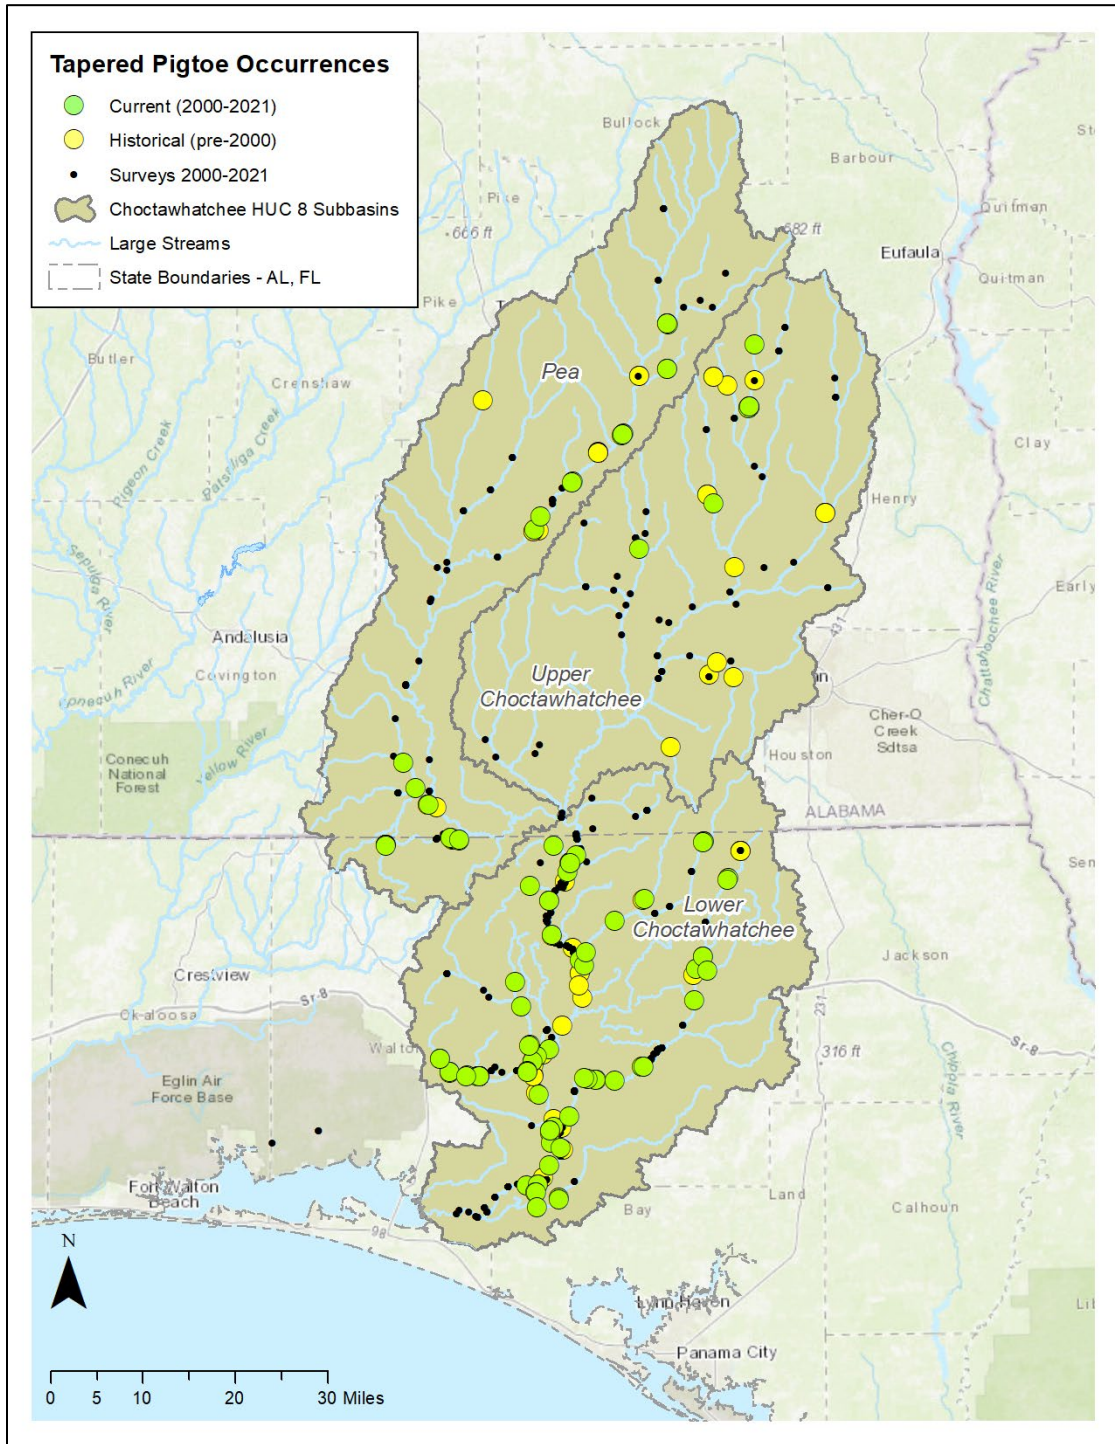 Tapered Pigtoe Occurrences
Current (2000-2021)
Historical (pre-2000)
Surveys 2000-2021
Choctawhatchee HUC 8 Subbasins
Large Streams
State Boundaries - AL, FL
Bullock
Barbour
Pike
666 ft
682 ft
Quitman
Eufaula
Quitman
Pike
Butler
Crenshaw
Pea
Clay
Pigeon Creek
Patsaliga Creek
Henry
Sepulga River
Early
Andalusia
Chattahoochee River
431
Covington
Conecuh River
Upper
Choctawhatchee
Cher-O
Creek
Sdtsa
Yellow River
Conecuh
National
Forest
Houston
ALABAMA
Lower
Choctawhatchee
Jackson
Crestview
Sr-8
Okaloosa
231
Sr-8
Walton
316 ft
Eglin Air
Force Base
Chipola River
Fort Walton
Beach
Land
Bay
Calhoun
98
N
Lynn Haven
Panama City
0 5 10 20 30 Miles